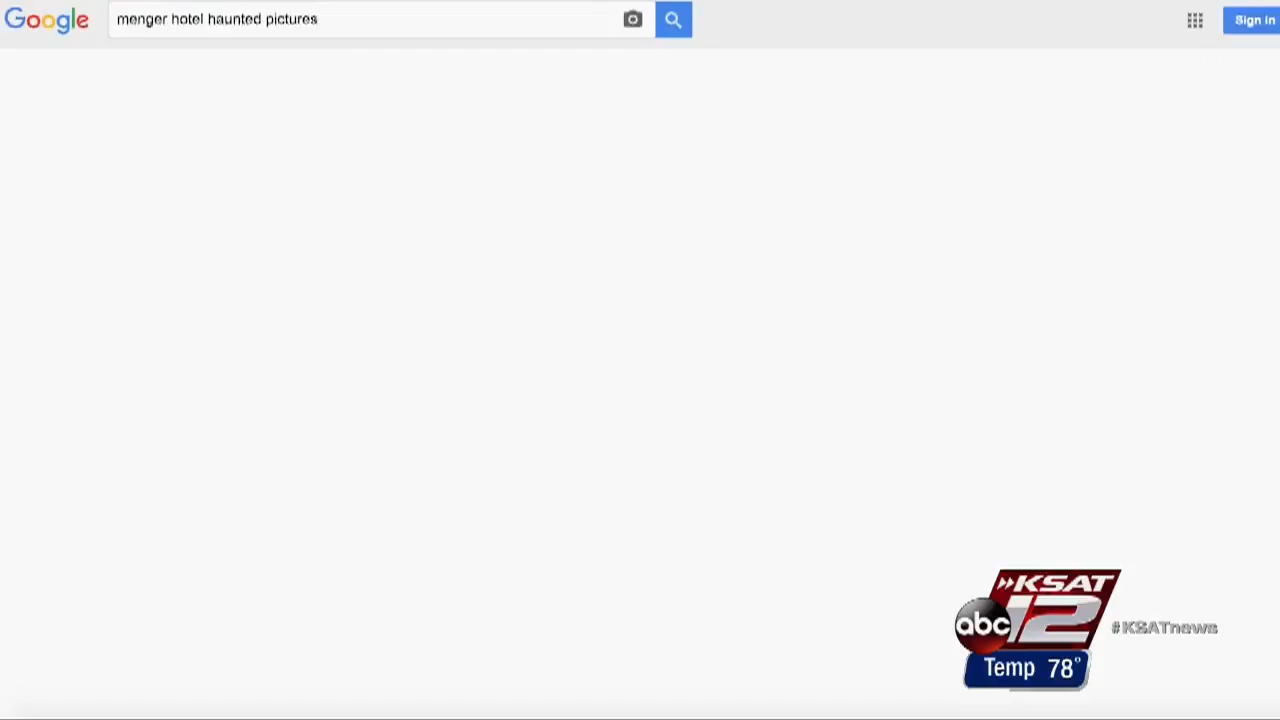 Google
menger hotel haunted pictures
Sign in
KSAT
abc 12
#KSATnews
Temp 78°